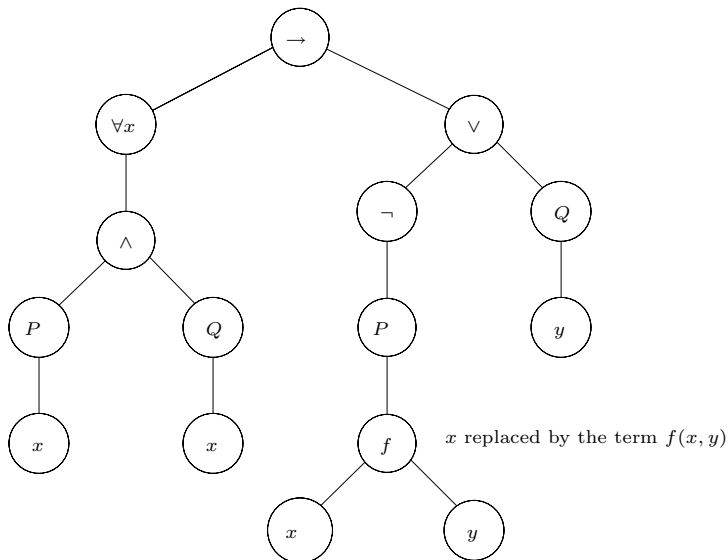 →
∀x ∨
¬ Q
∧
P Q P y
x x f x replaced by the term f(x, y)
x y